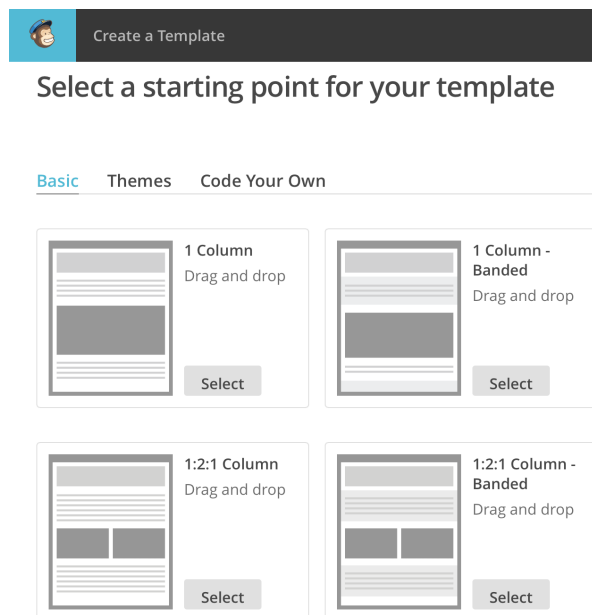 Create a Template
Select a starting point for your template
Basic Themes Code Your Own
1 Column
Drag and drop
Select
1 Column -
Banded
Drag and drop
Select
1:2:1 Column
Drag and drop
Select
1:2:1 Column -
Banded
Drag and drop
Select